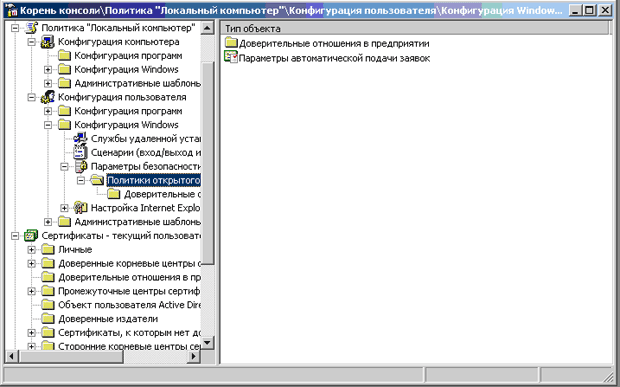 Корень консоли\Политика "Локальный компьютер"\Конфигурация пользователя\Конфигурация Window...
Политика "Локальный компьютер"
Конфигурация компьютера
Конфигурация программ
Конфигурация Windows
Административные шаблоны
Конфигурация пользователя
Конфигурация программ
Конфигурация Windows
Службы удаленной уста
Сценарии (вход/выход и
Параметры безопасности
Политики открытого
Доверительные о
Настройка Internet Explo
Административные шаблоны
Сертификаты - текущий пользовате
Личные
Доверенные корневые центры с
Доверительные отношения в пр
Промежуточные центры сертиф
Объект пользователя Active Dire
Доверенные издатели
Сертификаты, к которым нет до
Сторонние корневые центры се
Тип объекта
Доверительные отношения в предприятии
Параметры автоматической подачи заявок